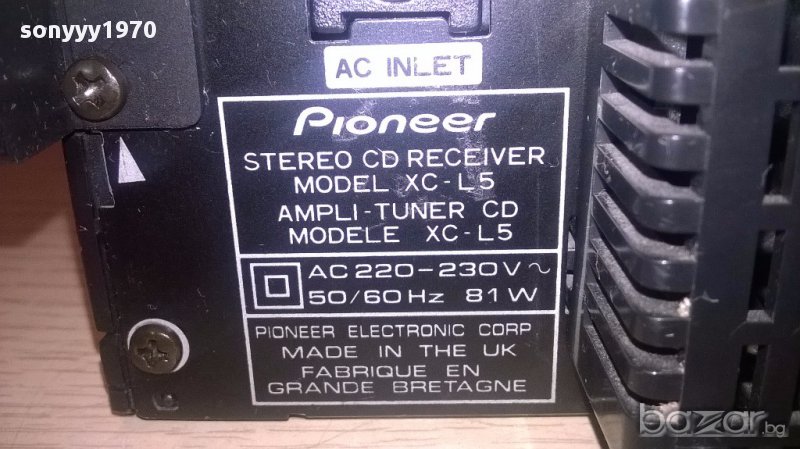 sonyyy1970
AC INLET
Pioneer
STEREO CD RECEIVER
MODEL XC-L5
AMPLI-TUNER CD
MODELE XC-L5
AC 220-230V~
50/60Hz 81W
PIONEER ELECTRONIC CORP
MADE IN THE UK
FABRIQUE EN
GRANDE BRETAGNE
bazar.bg